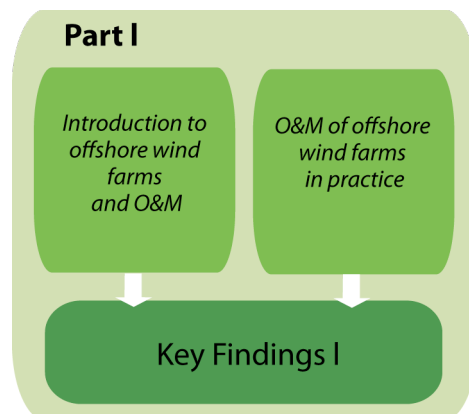 Part I
Introduction to
offshore wind
farms
and O&M
O&M of offshore
wind farms
in practice
Key Findings I